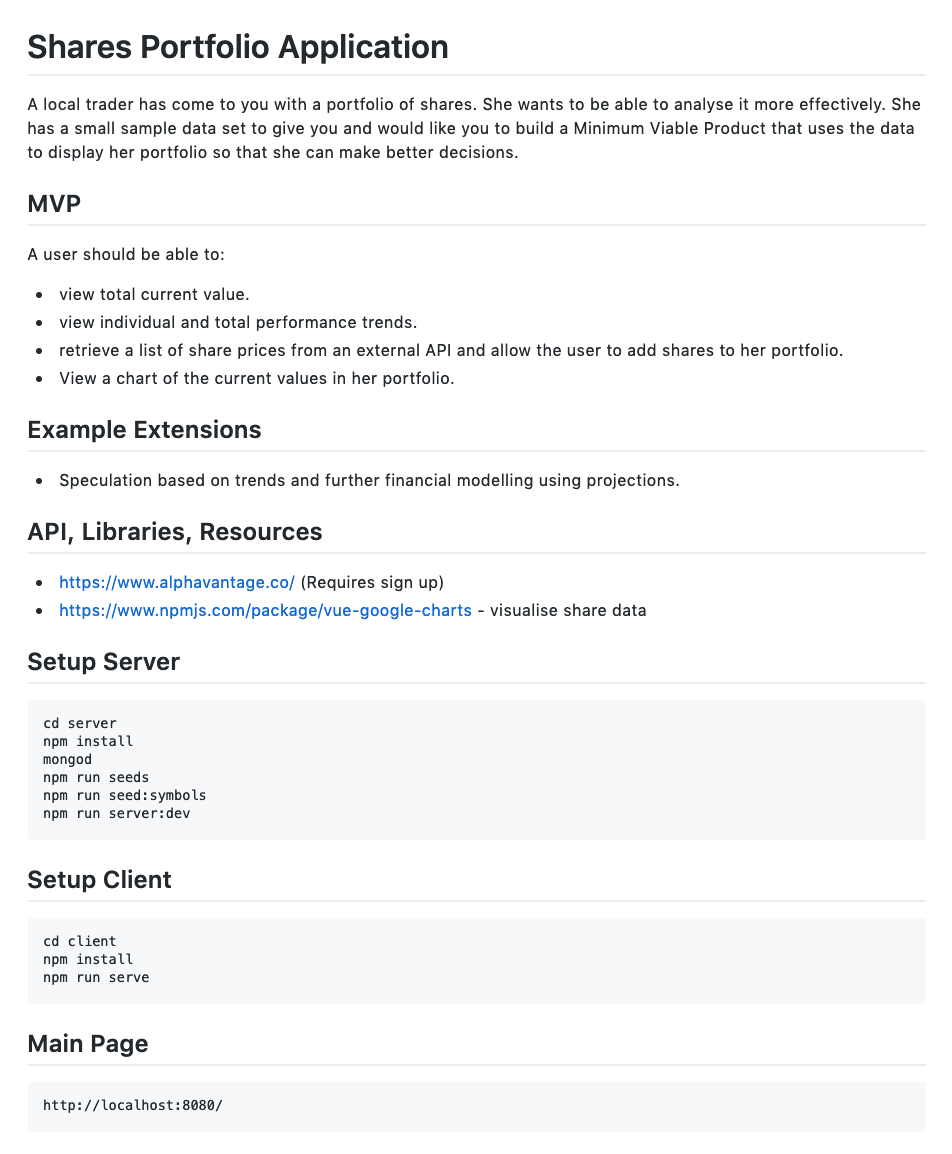 Shares Portfolio Application
A local trader has come to you with a portfolio of shares. She wants to be able to analyse it more effectively. She
has a small sample data set to give you and would like you to build a Minimum Viable Product that uses the data
to display her portfolio so that she can make better decisions.
MVP
A user should be able to:
• view total current value.
• view individual and total performance trends.
• retrieve a list of share prices from an external API and allow the user to add shares to her portfolio.
• View a chart of the current values in her portfolio.
Example Extensions
• Speculation based on trends and further financial modelling using projections.
API, Libraries, Resources
• https://www.alphavantage.co/ (Requires sign up)
• https://www.npmjs.com/package/vue-google-charts - visualise share data
Setup Server
cd server
npm install
mongod
npm run seeds
npm run seed:symbols
npm run server:dev
Setup Client
cd client
npm install
npm run serve
Main Page
http://localhost:8080/